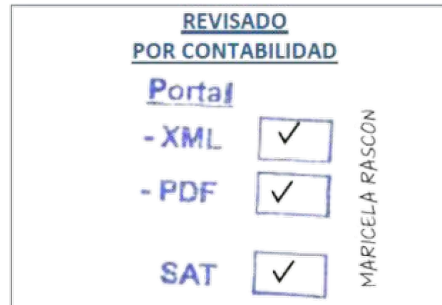 REVISADO
POR CONTABILIDAD
Portal
- XML ✓
- PDF ✓
SAT ✓
MARICELA RASCON